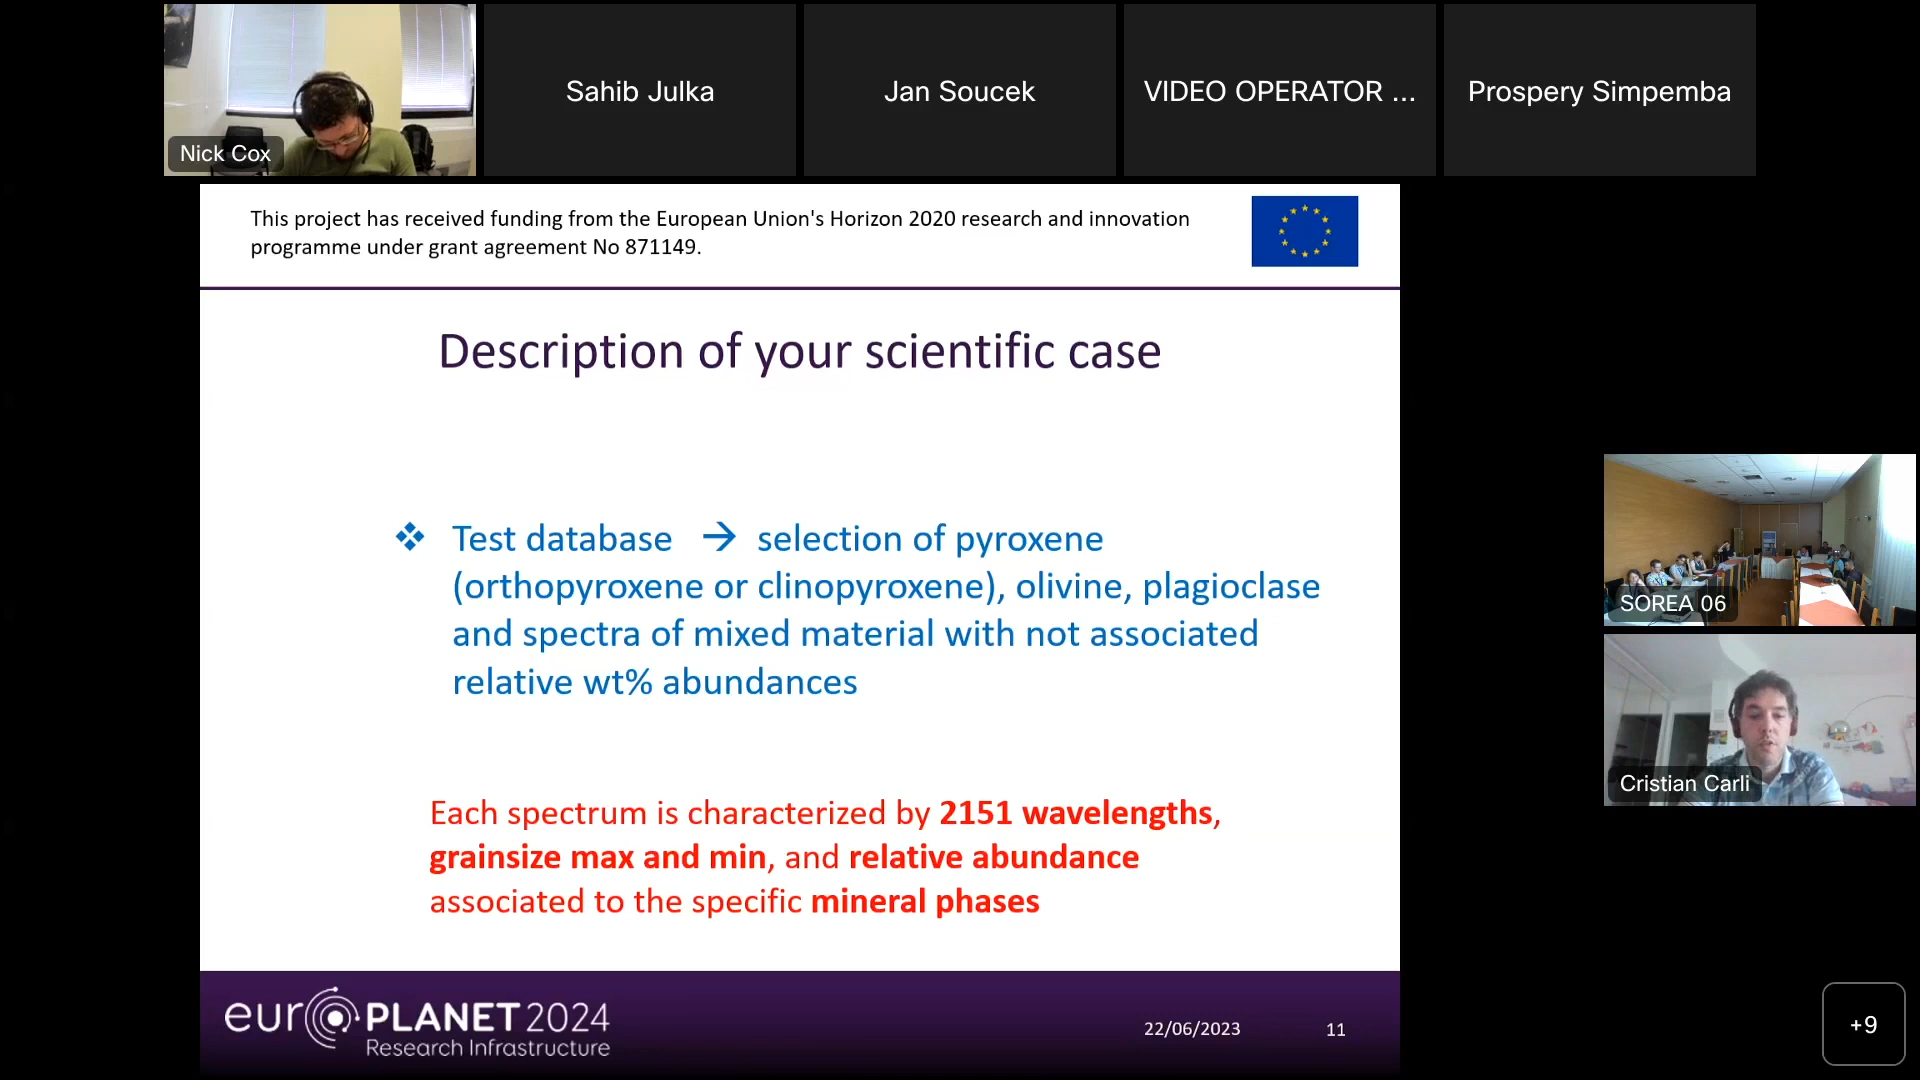 Nick Cox
Sahib Julka
Jan Soucek
VIDEO OPERATOR ...
Prospery Simpemba
This project has received funding from the European Union's Horizon 2020 research and innovation
programme under grant agreement No 871149.
Description of your scientific case
❖ Test database → selection of pyroxene
(orthopyroxene or clinopyroxene), olivine, plagioclase
and spectra of mixed material with not associated
relative wt% abundances
Each spectrum is characterized by 2151 wavelengths,
grainsize max and min, and relative abundance
associated to the specific mineral phases
SOREA 06
Cristian Carli
euroPLANET 2024
Research Infrastructure
22/06/2023
11
+9